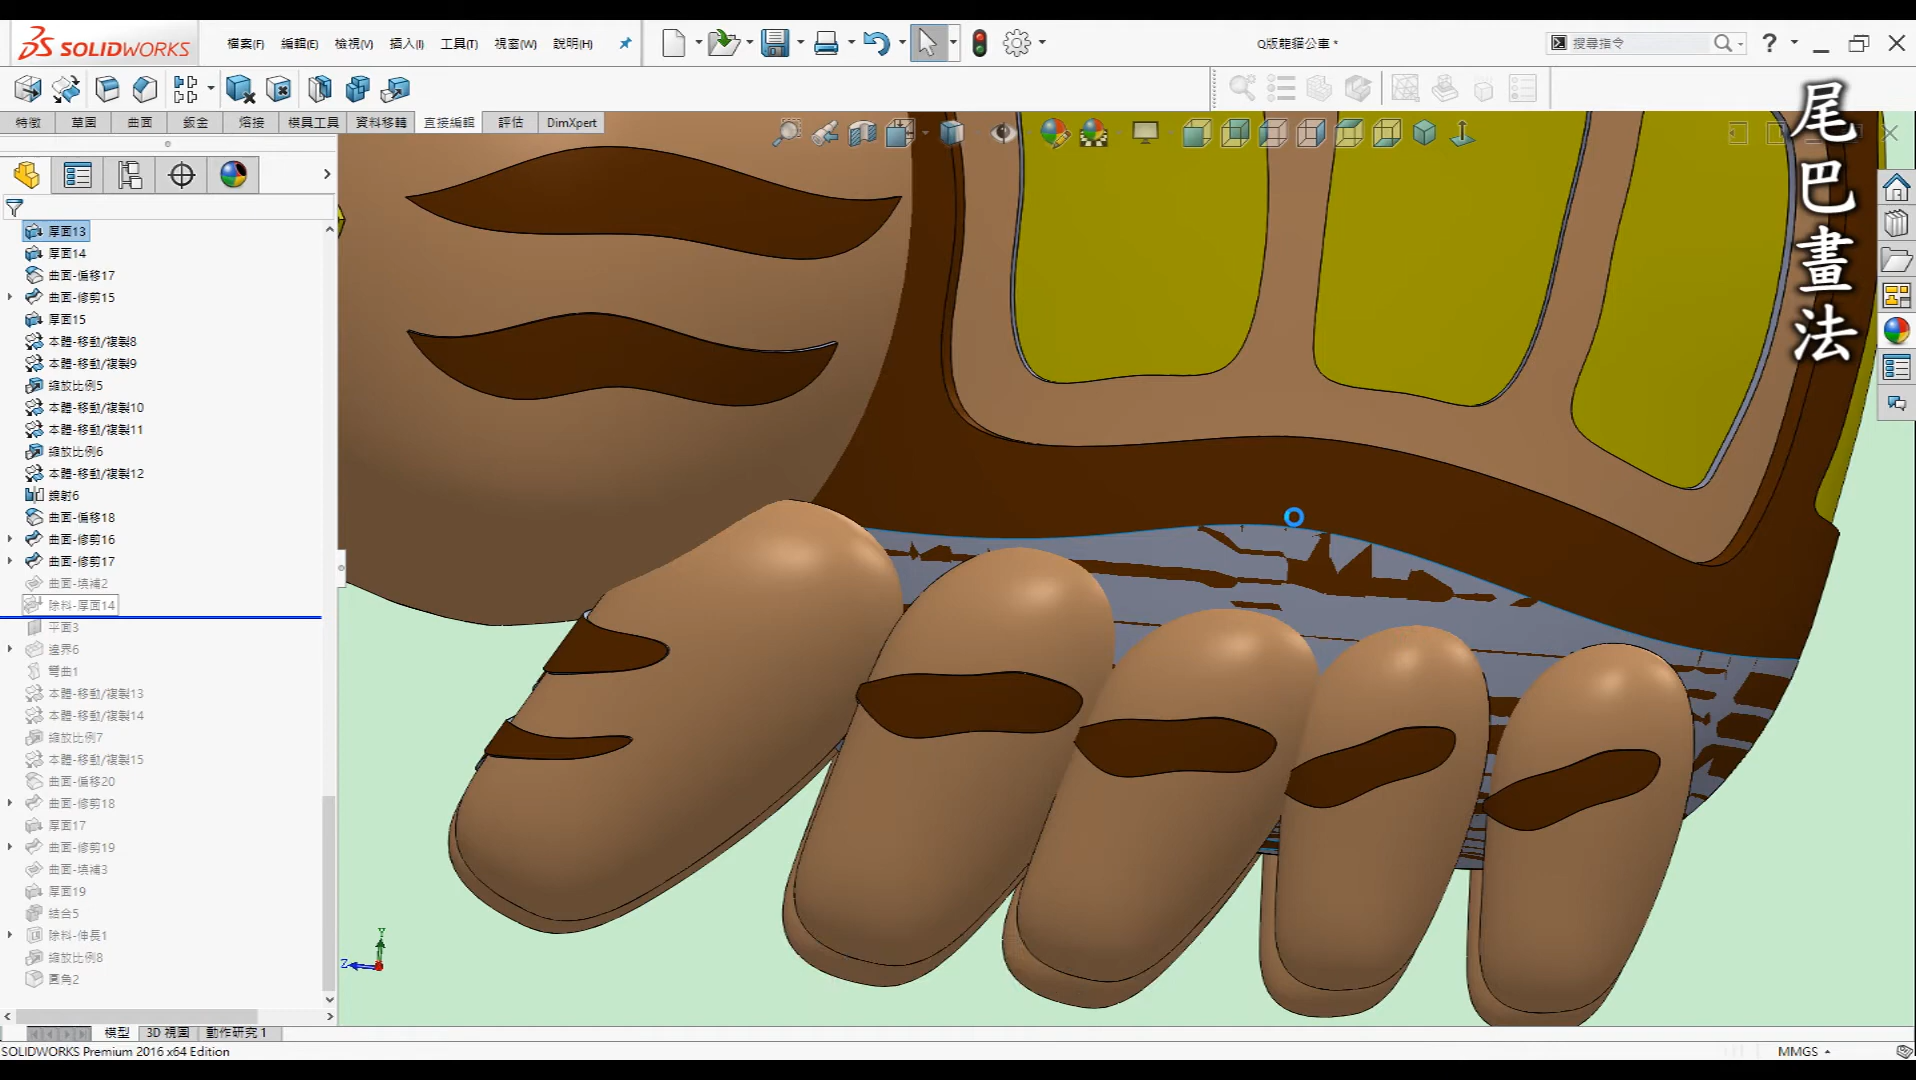 SOLIDWORKS
檔案(F) 編輯(E) 檢視(V) 插入(I) 工具(T) 視窗(W) 說明(H)
Q版龍貓公車 *
搜尋指令
特徵 草圖 曲面 鈑金 熔接 模具工具 資料移轉 直接編輯 評估 DimXpert
尾巴畫法
厚面13
厚面14
曲面-偏移17
曲面-修剪15
厚面15
本體-移動/複製8
本體-移動/複製9
縮放比例5
本體-移動/複製10
本體-移動/複製11
縮放比例6
本體-移動/複製12
鏡射6
曲面-偏移18
曲面-修剪16
曲面-修剪17
曲面-填補2
除料-厚面14
平面3
邊界6
彎曲1
本體-移動/複製13
本體-移動/複製14
縮放比例7
本體-移動/複製15
曲面-偏移20
曲面-修剪18
厚面17
曲面-修剪19
曲面-填補3
厚面19
結合5
除料-伸長1
縮放比例8
圓角2
Y
Z
模型 3D 視圖 動作研究 1
SOLIDWORKS Premium 2016 x64 Edition
MMGS